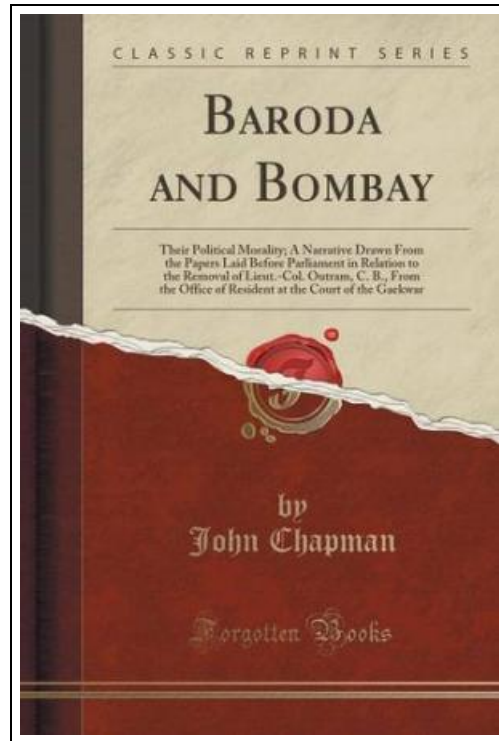 CLASSIC REPRINT SERIES
BARODA
AND BOMBAY
Their Political Morality; A Narrative Drawn From
the Papers Laid Before Parliament in Relation to
the Removal of Lieut.-Col. Outram, C. B., From
the Office of Resident at the Court of the Gaekwar
by
John Chapman
Forgotten Books